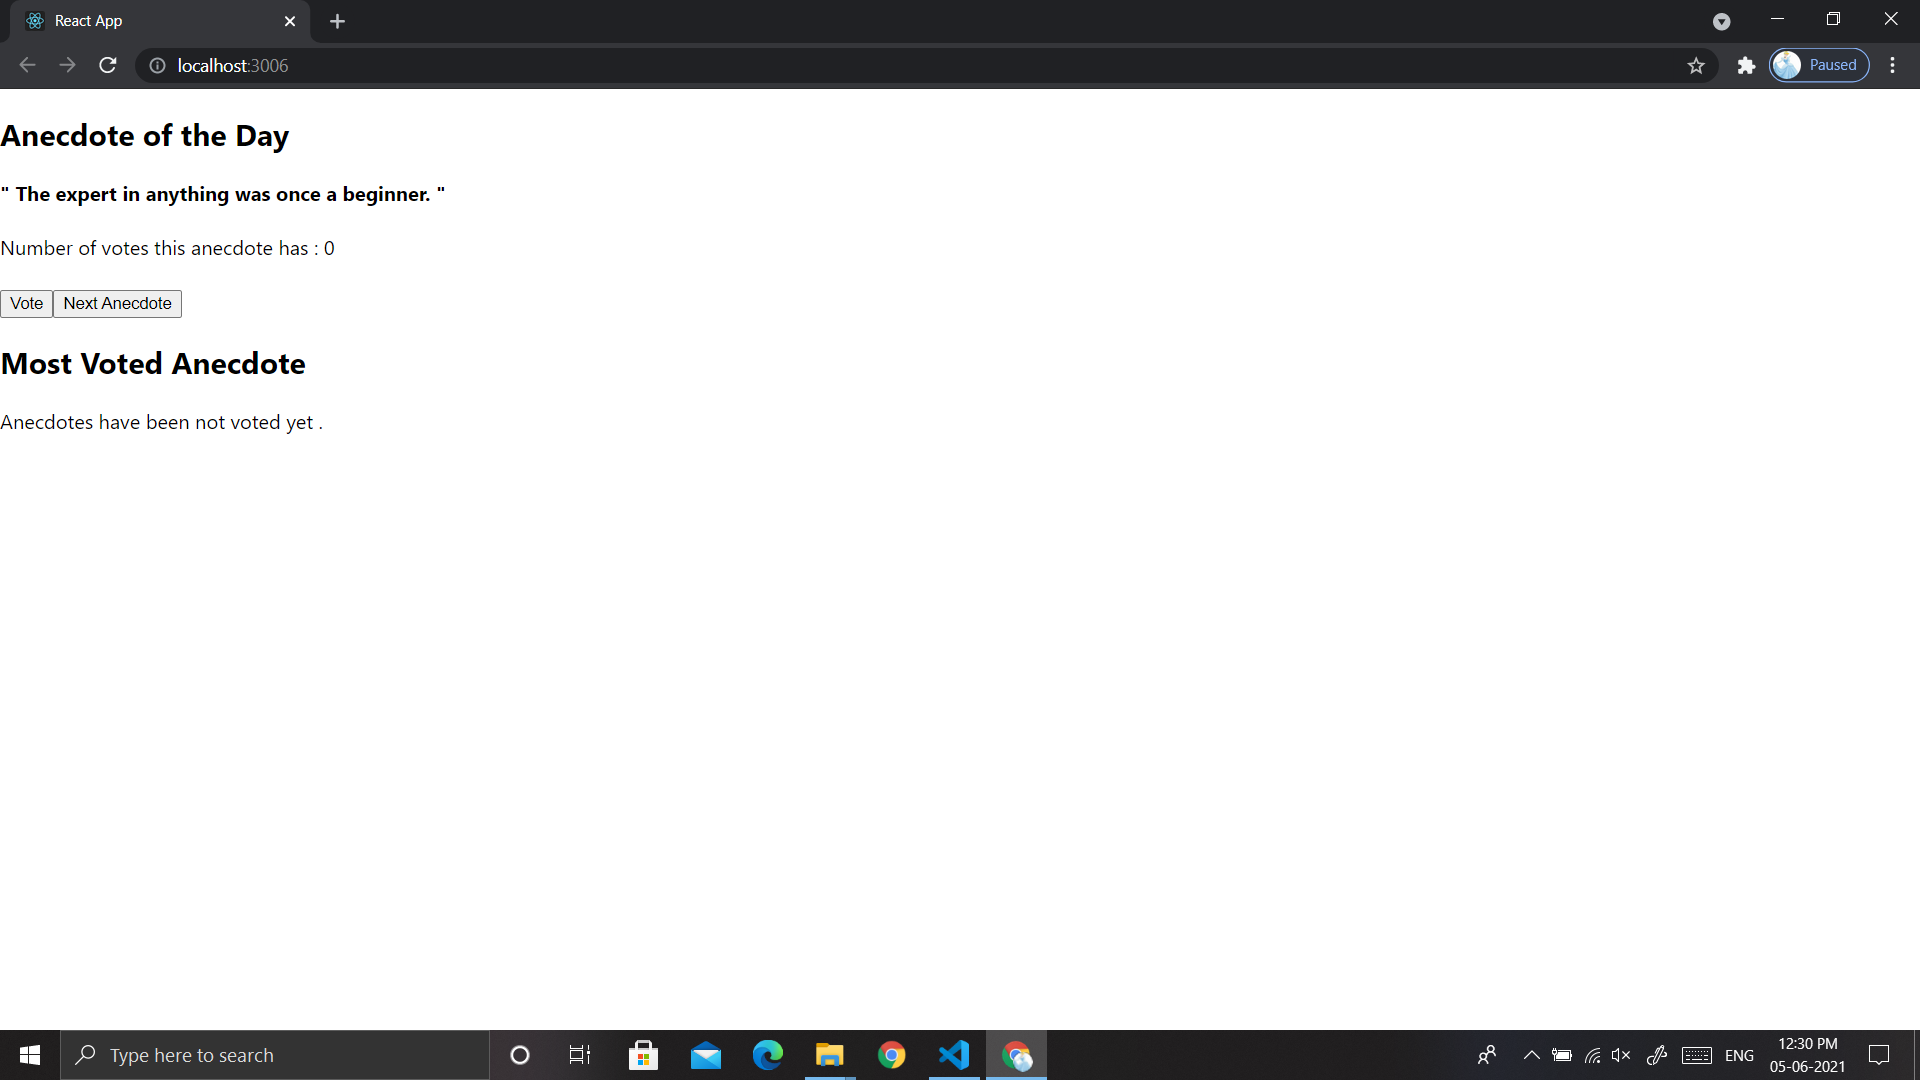 React App
localhost:3006
Paused
Anecdote of the Day
" The expert in anything was once a beginner. "
Number of votes this anecdote has : 0
Vote Next Anecdote
Most Voted Anecdote
Anecdotes have been not voted yet .
Type here to search
ENG
12:30 PM
05-06-2021